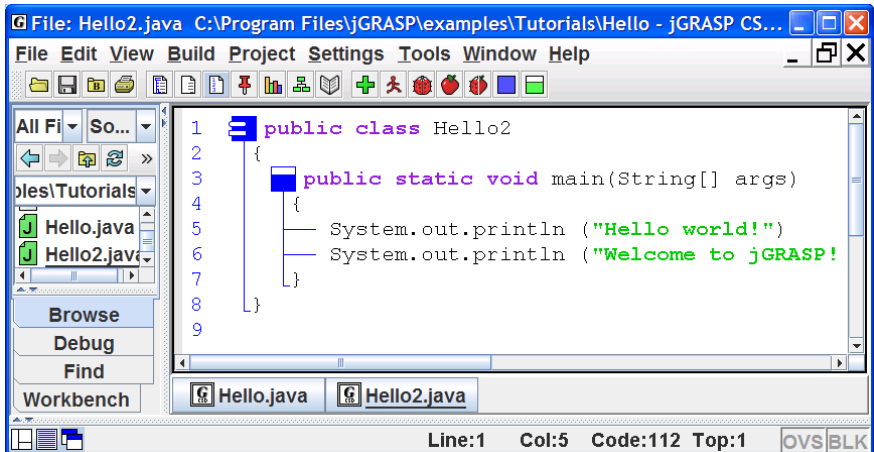 File: Hello2.java C:\Program Files\jGRASP\examples\Tutorials\Hello - jGRASP CS...
File Edit View Build Project Settings Tools Window Help
All Fi So...
»
ples\Tutorials
Hello.java
Hello2.java
Browse
Debug
Find
Workbench
1 public class Hello2
2 {
3 public static void main(String[] args)
4 {
5 System.out.println ("Hello world!")
6 System.out.println ("Welcome to jGRASP!
7 }
8 }
9
Hello.java Hello2.java
Line:1 Col:5 Code:112 Top:1 OVS BLK